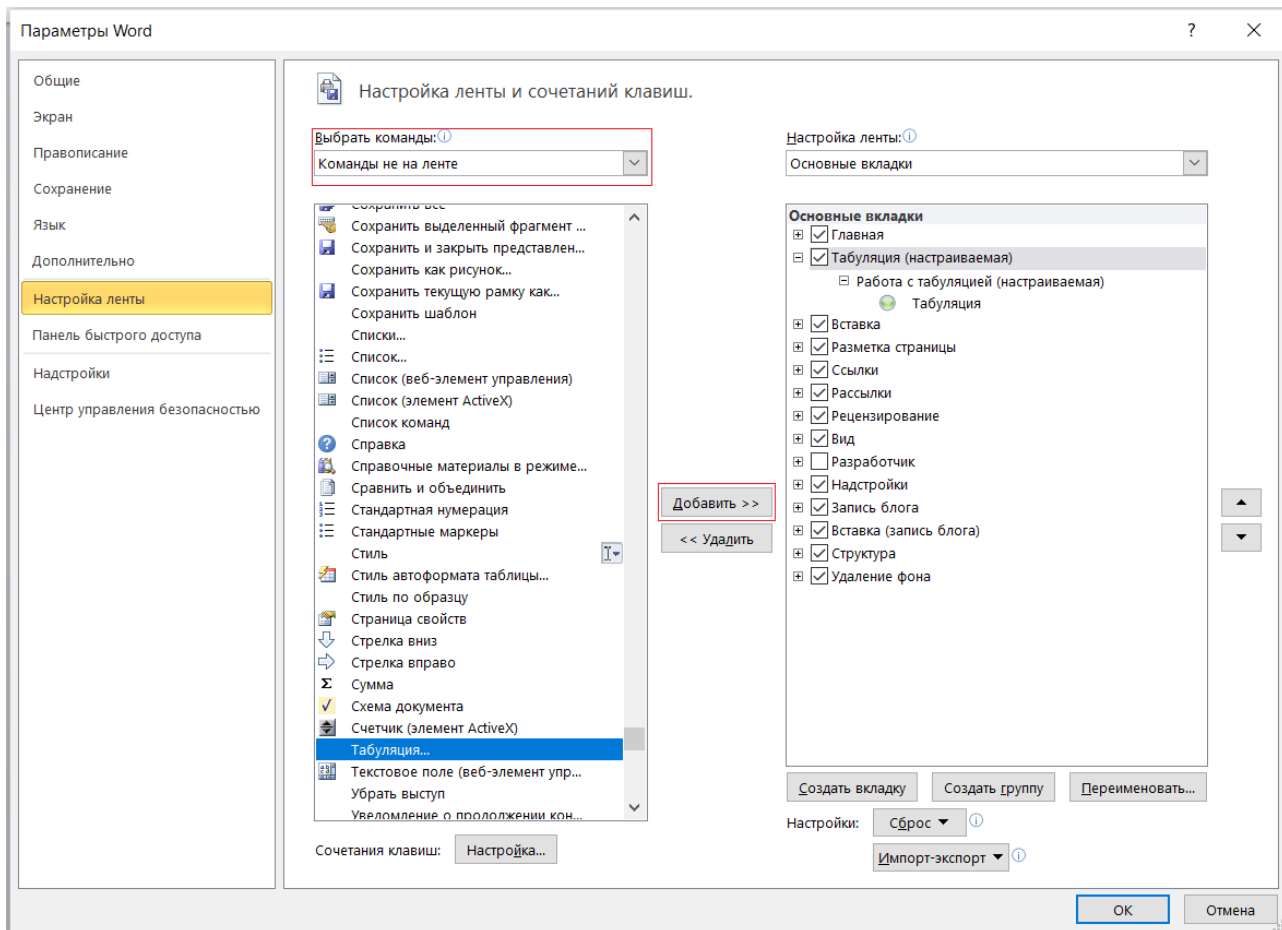 Параметры Word
?
Общие
Экран
Правописание
Сохранение
Язык
Дополнительно
Настройка ленты
Панель быстрого доступа
Надстройки
Центр управления безопасностью
Настройка ленты и сочетаний клавиш.
Выбрать команды:
Команды не на ленте
Сохранить все
Сохранить выделенный фрагмент ...
Сохранить и закрыть представлен...
Сохранить как рисунок...
Сохранить текущую рамку как...
Сохранить шаблон
Списки...
Список...
Список (веб-элемент управления)
Список (элемент ActiveX)
Список команд
Справка
Справочные материалы в режиме...
Сравнить и объединить
Стандартная нумерация
Стандартные маркеры
Стиль
Стиль автоформата таблицы...
Стиль по образцу
Страница свойств
Стрелка вниз
Стрелка вправо
Σ Сумма
Схема документа
Счетчик (элемент ActiveX)
Табуляция...
Текстовое поле (веб-элемент упр...
Убрать выступ
Уведомление о продолжении кон...
Сочетания клавиш: Настройка...
Добавить >>
<< Удалить
Настройка ленты:
Основные вкладки
Основные вкладки
Главная
Табуляция (настраиваемая)
Работа с табуляцией (настраиваемая)
Табуляция
Вставка
Разметка страницы
Ссылки
Рассылки
Рецензирование
Вид
Разработчик
Надстройки
Запись блога
Вставка (запись блога)
Структура
Удаление фона
Создать вкладку Создать группу Переименовать...
Настройки: Сброс
Импорт-экспорт
ОК Отмена